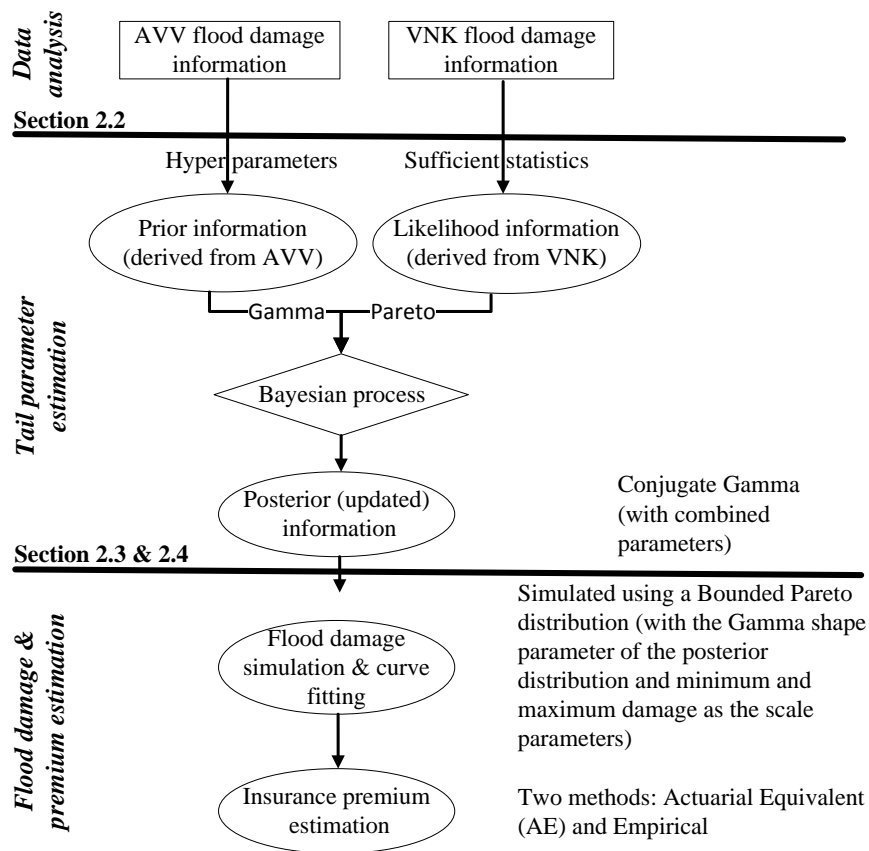 Data
analysis
AVV flood damage
information
VNK flood damage
information
Section 2.2
Hyper parameters
Sufficient statistics
Tail parameter
estimation
Prior information
(derived from AVV)
Likelihood information
(derived from VNK)
Gamma
Pareto
Bayesian process
Posterior (updated)
information
Conjugate Gamma
(with combined
parameters)
Section 2.3 & 2.4
Flood damage &
premium estimation
Flood damage
simulation & curve
fitting
Simulated using a Bounded Pareto
distribution (with the Gamma shape
parameter of the posterior
distribution and minimum and
maximum damage as the scale
parameters)
Insurance premium
estimation
Two methods: Actuarial Equivalent
(AE) and Empirical